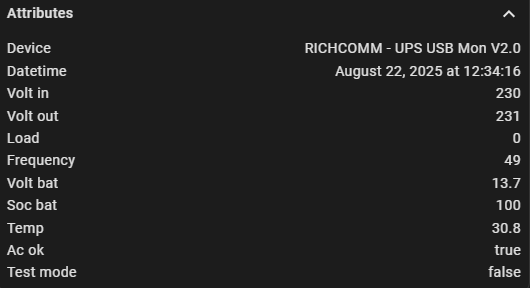 Attributes
Device RICHCOMM - UPS USB Mon V2.0
Datetime August 22, 2025 at 12:34:16
Volt in 230
Volt out 231
Load 0
Frequency 49
Volt bat 13.7
Soc bat 100
Temp 30.8
Ac ok true
Test mode false